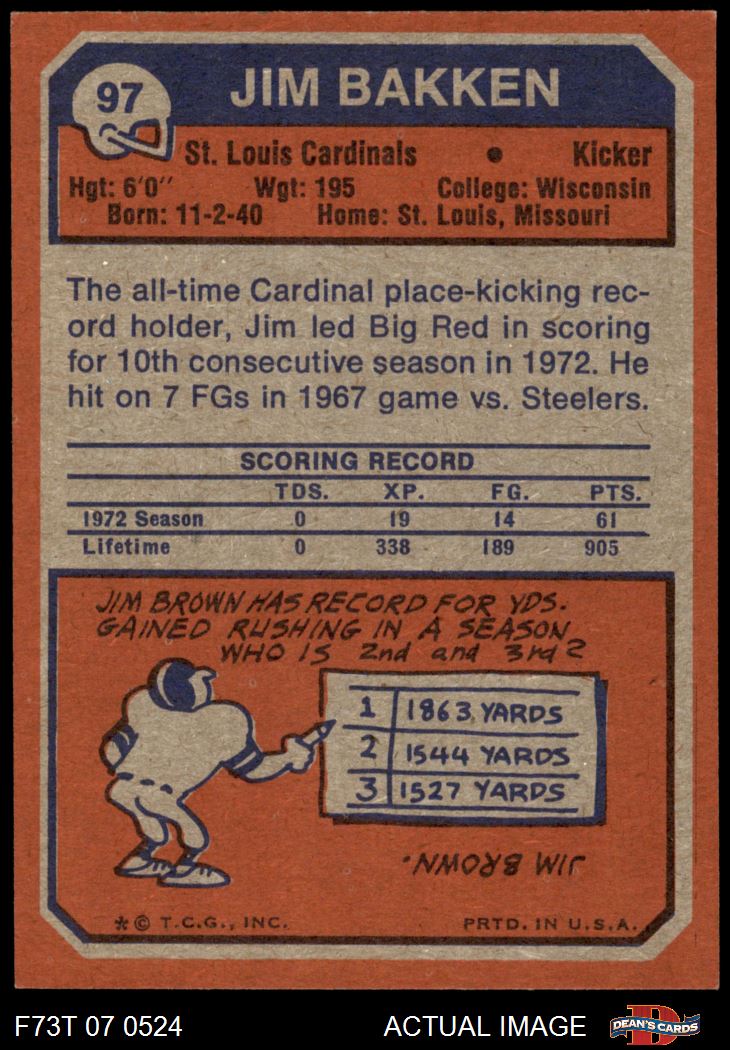 97
JIM BAKKEN
St. Louis Cardinals • Kicker
Hgt: 6'0" Wgt: 195 College: Wisconsin
Born: 11-2-40 Home: St. Louis, Missouri
The all-time Cardinal place-kicking rec-
ord holder, Jim led Big Red in scoring
for 10th consecutive season in 1972. He
hit on 7 FGs in 1967 game vs. Steelers.
SCORING RECORD
TDS. XP. FG. PTS.
1972 Season 0 19 14 61
Lifetime 0 338 189 905
JIM BROWN HAS RECORD FOR YDS.
GAINED RUSHING IN A SEASON.
WHO IS 2nd and 3rd?
1 1863 YARDS
2 1544 YARDS
3 1527 YARDS
JIM BROWN.
* © T.C.G., INC. PRTD. IN U.S.A.
F73T 07 0524 ACTUAL IMAGE D DEAN'S CARDS